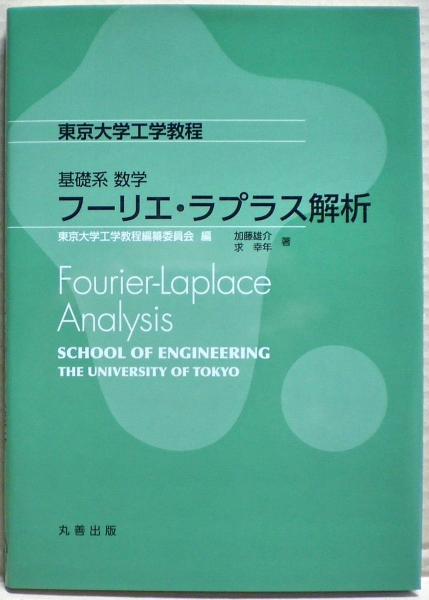 東京大学工学教程
基礎系 数学
フーリエ・ラプラス解析
東京大学工学教程編纂委員会 編 加藤雄介 著
求 幸年
Fourier-Laplace
Analysis
SCHOOL OF ENGINEERING
THE UNIVERSITY OF TOKYO
丸善出版